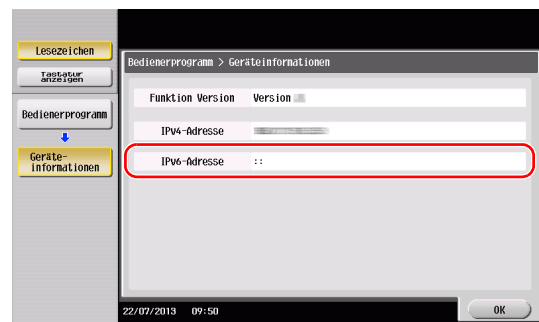 Lesezeichen
Tastatur
anzeigen
Bedienerprogramm
Geräte-
informationen
Bedienerprogramm > Geräteinformationen
Funktion Version Version
IPv4-Adresse
IPv6-Adresse ::
22/07/2013 09:50
OK